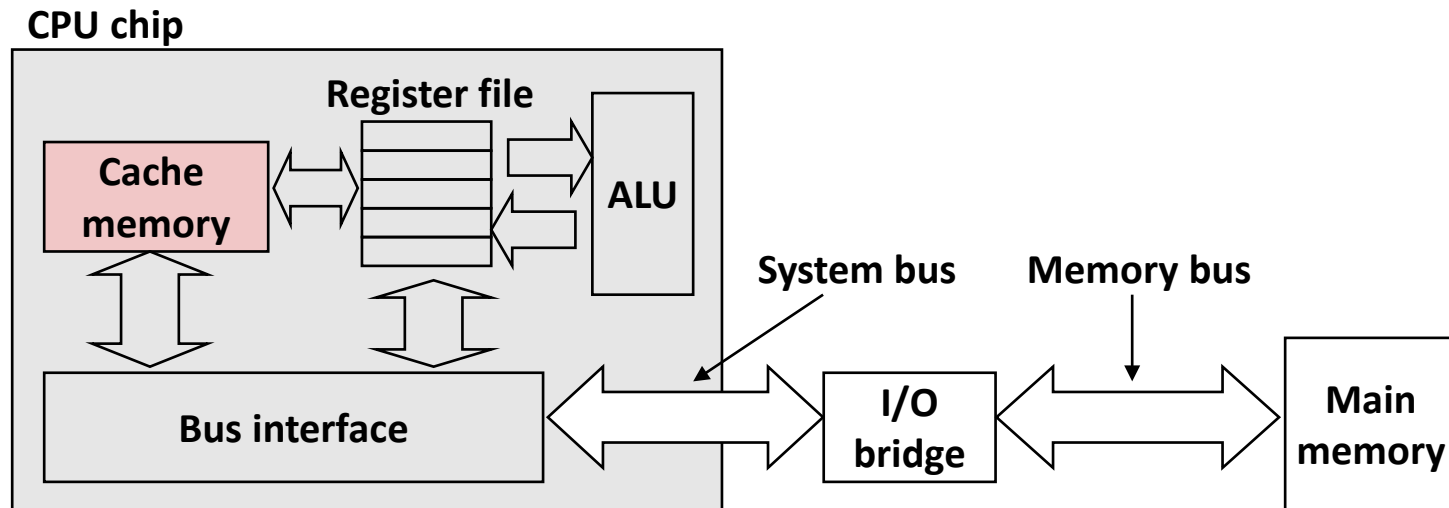 CPU chip
Register file
Cache
memory
ALU
System bus
Memory bus
Bus interface
I/O
bridge
Main
memory